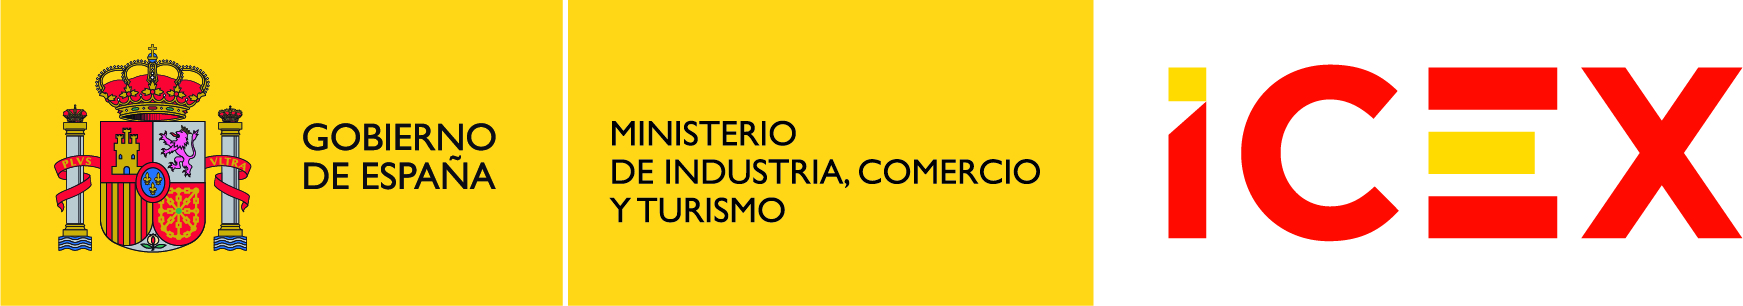 PLVS VLTRA
GOBIERNO
DE ESPAÑA
MINISTERIO
DE INDUSTRIA, COMERCIO
Y TURISMO
iCEX